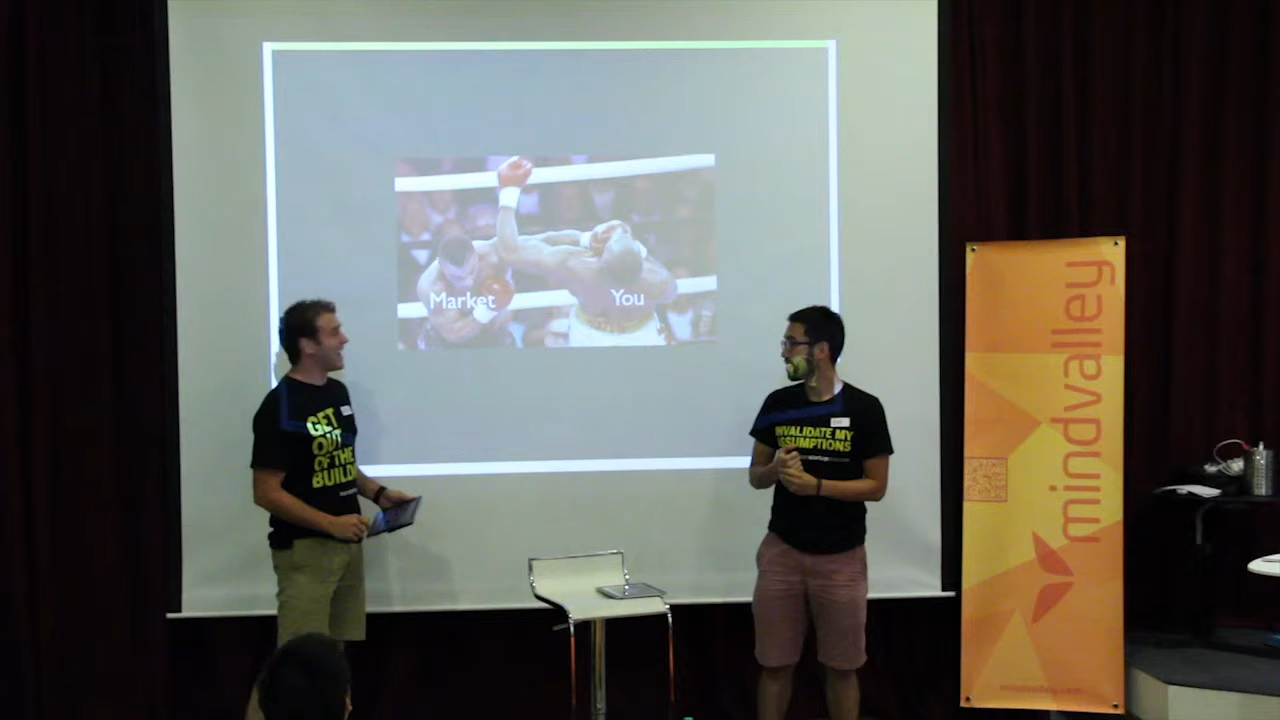 Market
You
GET
OUT
OF THE
BUILD
INVALIDATE MY
ASSUMPTIONS
mindvalley